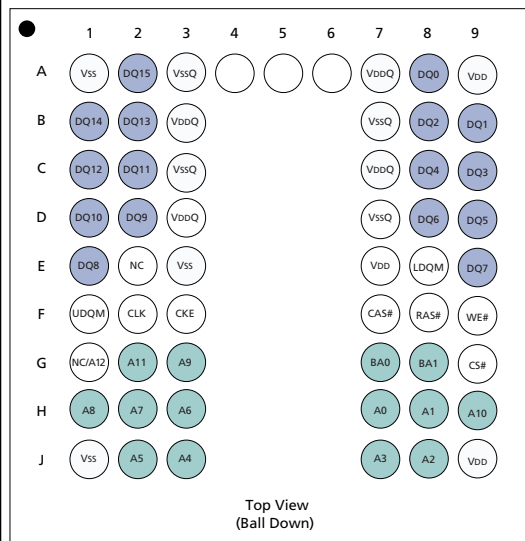 1 2 3 4 5 6 7 8 9
A Vss DQ15 VssQ VDDQ DQ0 VDD
B DQ14 DQ13 VDDQ VssQ DQ2 DQ1
C DQ12 DQ11 VssQ VDDQ DQ4 DQ3
D DQ10 DQ9 VDDQ VssQ DQ6 DQ5
E DQ8 NC Vss VDD LDQM DQ7
F UDQM CLK CKE CAS# RAS# WE#
G NC/A12 A11 A9 BA0 BA1 CS#
H A8 A7 A6 A0 A1 A10
J Vss A5 A4 A3 A2 VDD
Top View
(Ball Down)